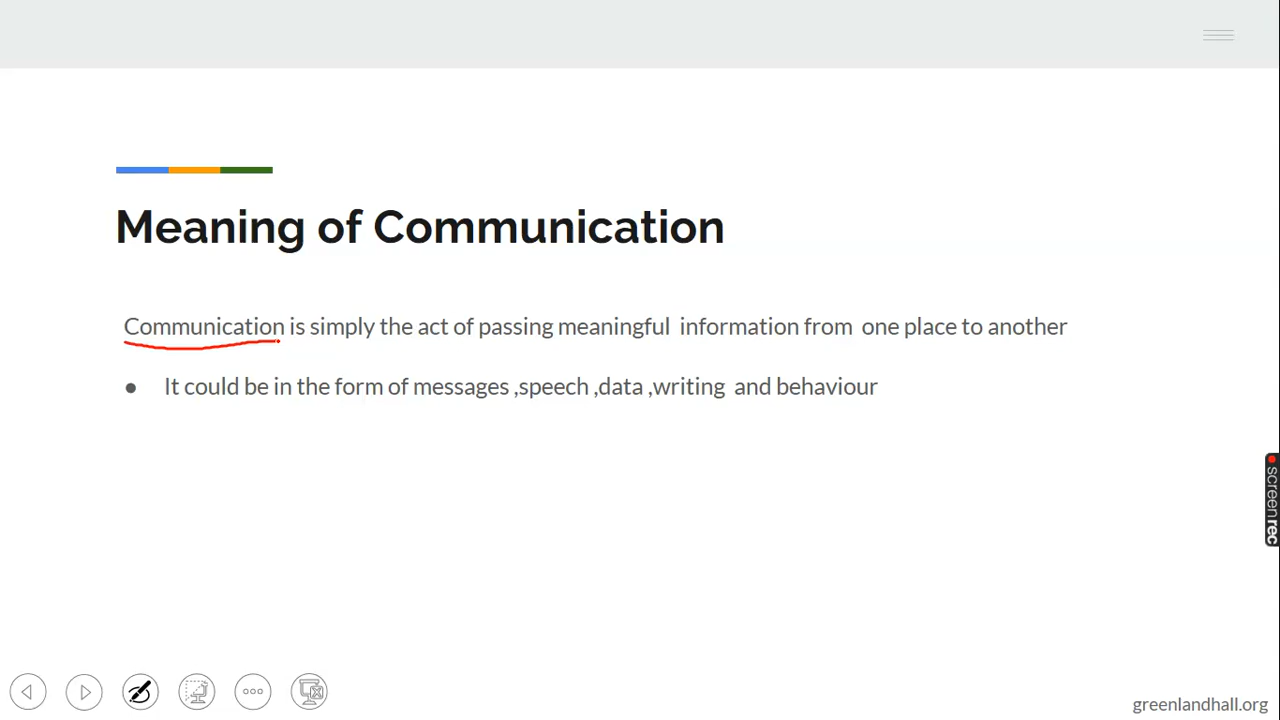 Meaning of Communication
Communication is simply the act of passing meaningful  information from  one place to another
● It could be in the form of messages ,speech ,data ,writing  and behaviour
screenrec
greenlandhall.org